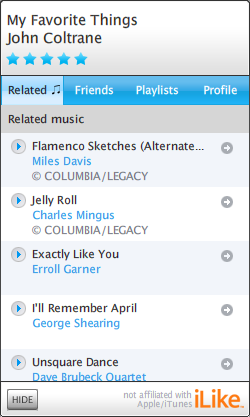 My Favorite Things
John Coltrane
Related Friends Playlists Profile
Related music
Flamenco Sketches (Alternate...
Miles Davis
© COLUMBIA/LEGACY
Jelly Roll
Charles Mingus
© COLUMBIA/LEGACY
Exactly Like You
Erroll Garner
I'll Remember April
George Shearing
Unsquare Dance
Dave Brubeck Quartet
HIDE
not affiliated with
Apple/iTunes
iLike